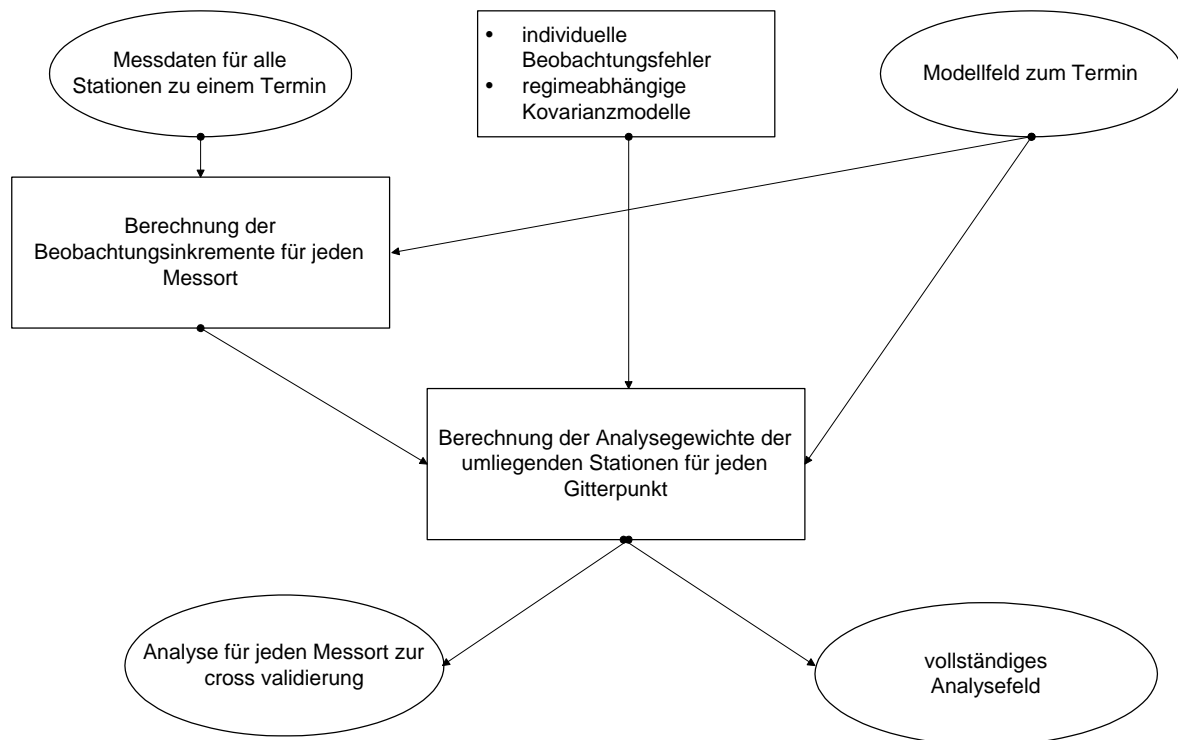 Messdaten für alle
Stationen zu einem Termin
• individuelle
Beobachtungsfehler
• regimeabhängige
Kovarianzmodelle
Modellfeld zum Termin
Berechnung der
Beobachtungsinkremente für jeden
Messort
Berechnung der Analysegewichte der
umliegenden Stationen für jeden
Gitterpunkt
Analyse für jeden Messort zur
cross validierung
vollständiges
Analysefeld